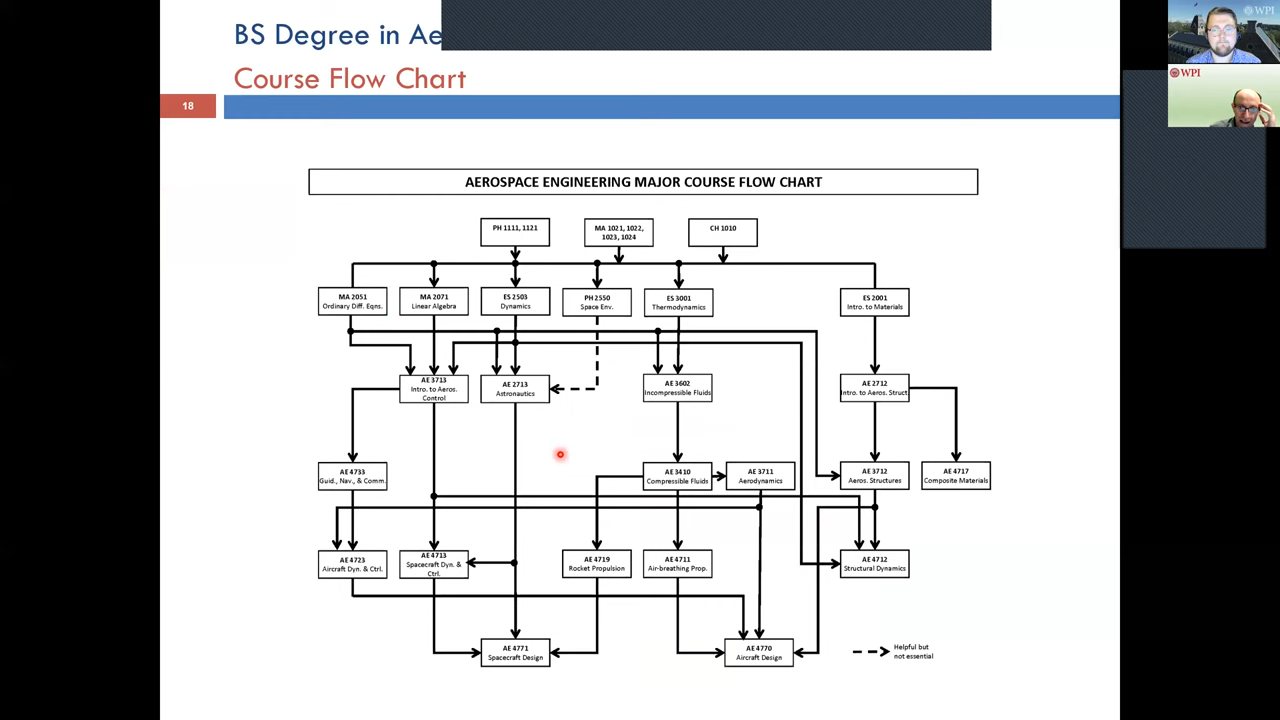 BS Degree in Ae
Course Flow Chart
18
WPI
WPI
AEROSPACE ENGINEERING MAJOR COURSE FLOW CHART
PH 1111, 1121
MA 1021, 1022,
1023, 1024
CH 1010
MA 2051
Ordinary Diff. Eqns.
MA 2071
Linear Algebra
ES 2503
Dynamics
PH 2550
Space Env.
ES 3001
Thermodynamics
ES 2001
Intro. to Materials
AE 3713
Intro. to Aeros.
Control
AE 2713
Astronautics
AE 3602
Incompressible Fluids
AE 2712
Intro. to Aeros. Struct.
AE 4733
Guid., Nav., & Comm.
AE 3410
Compressible Fluids
AE 3711
Aerodynamics
AE 3712
Aeros. Structures
AE 4717
Composite Materials
AE 4723
Aircraft Dyn. & Ctrl.
AE 4713
Spacecraft Dyn. &
Ctrl.
AE 4719
Rocket Propulsion
AE 4711
Air-breathing Prop.
AE 4712
Structural Dynamics
AE 4771
Spacecraft Design
AE 4770
Aircraft Design
Helpful but
not essential